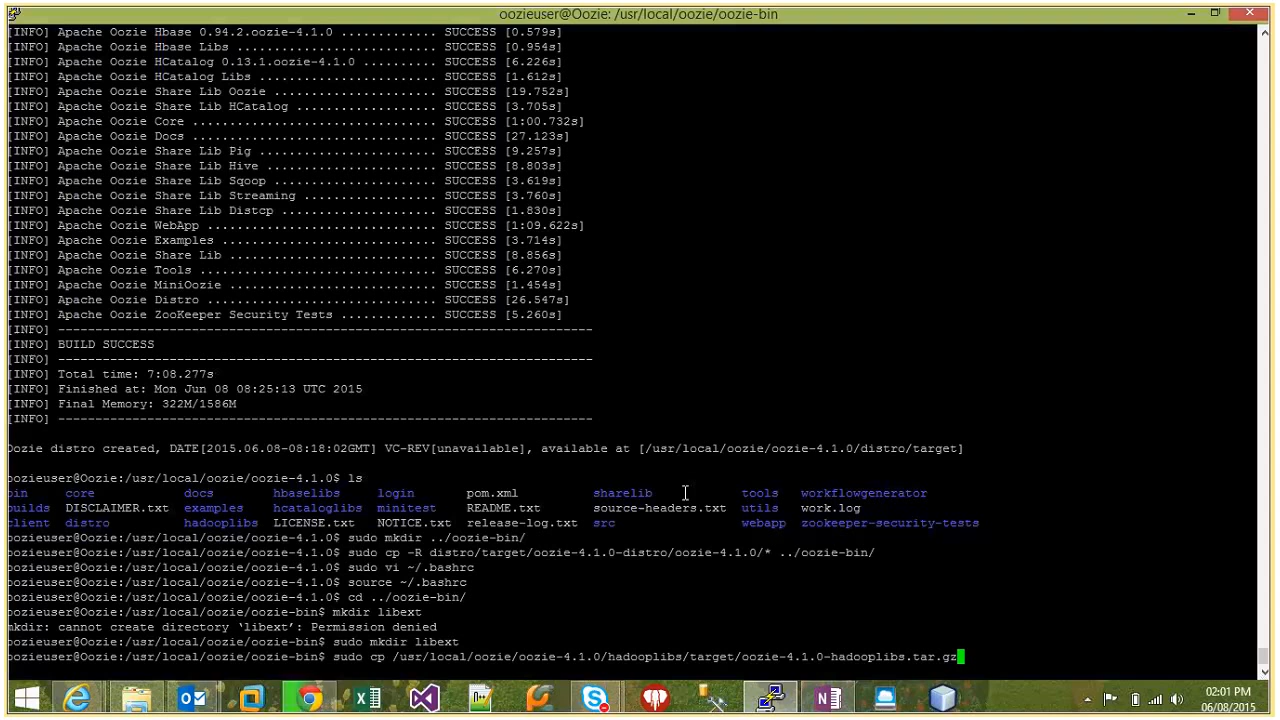 oozieuser@Oozie: /usr/local/oozie/oozie-bin
[INFO] Apache Oozie Hbase 0.94.2.oozie-4.1.0 ............. SUCCESS [0.579s]
[INFO] Apache Oozie Hbase Libs ........................... SUCCESS [0.954s]
[INFO] Apache Oozie HCatalog 0.13.1.oozie-4.1.0 .......... SUCCESS [6.226s]
[INFO] Apache Oozie HCatalog Libs ........................ SUCCESS [1.612s]
[INFO] Apache Oozie Share Lib Oozie ...................... SUCCESS [19.752s]
[INFO] Apache Oozie Share Lib HCatalog ................... SUCCESS [3.705s]
[INFO] Apache Oozie Core ................................. SUCCESS [1:00.732s]
[INFO] Apache Oozie Docs ................................. SUCCESS [27.123s]
[INFO] Apache Oozie Share Lib Pig ........................ SUCCESS [9.257s]
[INFO] Apache Oozie Share Lib Hive ....................... SUCCESS [8.803s]
[INFO] Apache Oozie Share Lib Sqoop ...................... SUCCESS [3.619s]
[INFO] Apache Oozie Share Lib Streaming .................. SUCCESS [3.760s]
[INFO] Apache Oozie Share Lib Distcp ..................... SUCCESS [1.830s]
[INFO] Apache Oozie WebApp ............................... SUCCESS [1:09.622s]
[INFO] Apache Oozie Examples ............................. SUCCESS [3.714s]
[INFO] Apache Oozie Share Lib ............................ SUCCESS [8.856s]
[INFO] Apache Oozie Tools ................................ SUCCESS [6.270s]
[INFO] Apache Oozie MiniOozie ............................ SUCCESS [1.454s]
[INFO] Apache Oozie Distro ............................... SUCCESS [26.547s]
[INFO] Apache Oozie ZooKeeper Security Tests ............. SUCCESS [5.260s]
[INFO] ------------------------------------------------------------------------
[INFO] BUILD SUCCESS
[INFO] ------------------------------------------------------------------------
[INFO] Total time: 7:08.277s
[INFO] Finished at: Mon Jun 08 08:25:13 UTC 2015
[INFO] Final Memory: 322M/1586M
[INFO] ------------------------------------------------------------------------
Oozie distro created, DATE[2015.06.08-08:18:02GMT] VC-REV[unavailable], available at [/usr/local/oozie/oozie-4.1.0/distro/target]
oozieuser@Oozie:/usr/local/oozie/oozie-4.1.0$ ls
bin core docs hbaselibs login pom.xml sharelib tools workflowgenerator
builds DISCLAIMER.txt examples hcataloglibs minitest README.txt source-headers.txt utils work.log
client distro hadooplibs LICENSE.txt NOTICE.txt release-log.txt src webapp zookeeper-security-tests
oozieuser@Oozie:/usr/local/oozie/oozie-4.1.0$ sudo mkdir ../oozie-bin/
oozieuser@Oozie:/usr/local/oozie/oozie-4.1.0$ sudo cp -R distro/target/oozie-4.1.0-distro/oozie-4.1.0/* ../oozie-bin/
oozieuser@Oozie:/usr/local/oozie/oozie-4.1.0$ sudo vi ~/.bashrc
oozieuser@Oozie:/usr/local/oozie/oozie-4.1.0$ source ~/.bashrc
oozieuser@Oozie:/usr/local/oozie/oozie-4.1.0$ cd ../oozie-bin/
oozieuser@Oozie:/usr/local/oozie/oozie-bin$ mkdir libext
mkdir: cannot create directory ‘libext’: Permission denied
oozieuser@Oozie:/usr/local/oozie/oozie-bin$ sudo mkdir libext
oozieuser@Oozie:/usr/local/oozie/oozie-bin$ sudo cp /usr/local/oozie/oozie-4.1.0/hadooplibs/target/oozie-4.1.0-hadooplibs.tar.gz
02:01 PM
06/08/2015